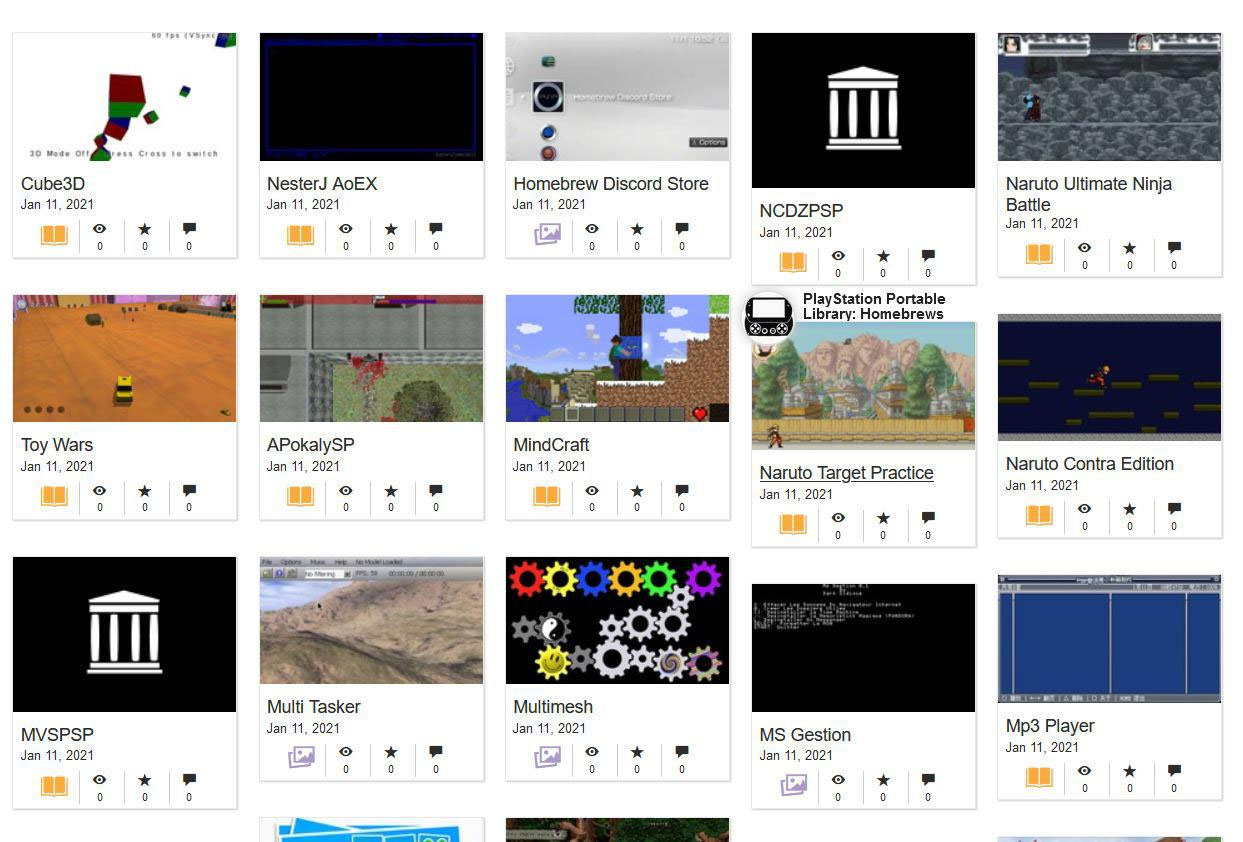 60 fps (VSync
3D Mode Off
ress Cross to switch
Cube3D
Jan 11, 2021
0 0 0
NesterJ AoEX
Jan 11, 2021
0 0 0
Homebrew Discord Store
Options
Homebrew Discord Store
Jan 11, 2021
0 0 0
NCDZPSP
Jan 11, 2021
0 0 0
Naruto Ultimate Ninja
Battle
Jan 11, 2021
0 0 0
Toy Wars
Jan 11, 2021
0 0 0
APokalySP
Jan 11, 2021
0 0 0
MindCraft
Jan 11, 2021
0 0 0
PlayStation Portable
Library: Homebrews
Naruto Target Practice
Jan 11, 2021
0 0 0
Naruto Contra Edition
Jan 11, 2021
0 0 0
MVSPSP
Jan 11, 2021
0 0 0
File Options Music Help No Model Loaded
No filtering FPS: 59 00:00:00 / 00:00:00
Multi Tasker
Jan 11, 2021
0 0 0
Multimesh
Jan 11, 2021
0 0 0
Ms Gestion 0.1
By
Dark Sidious
MS Gestion
Jan 11, 2021
0 0 0
Mp3 Player
Jan 11, 2021
0 0 0